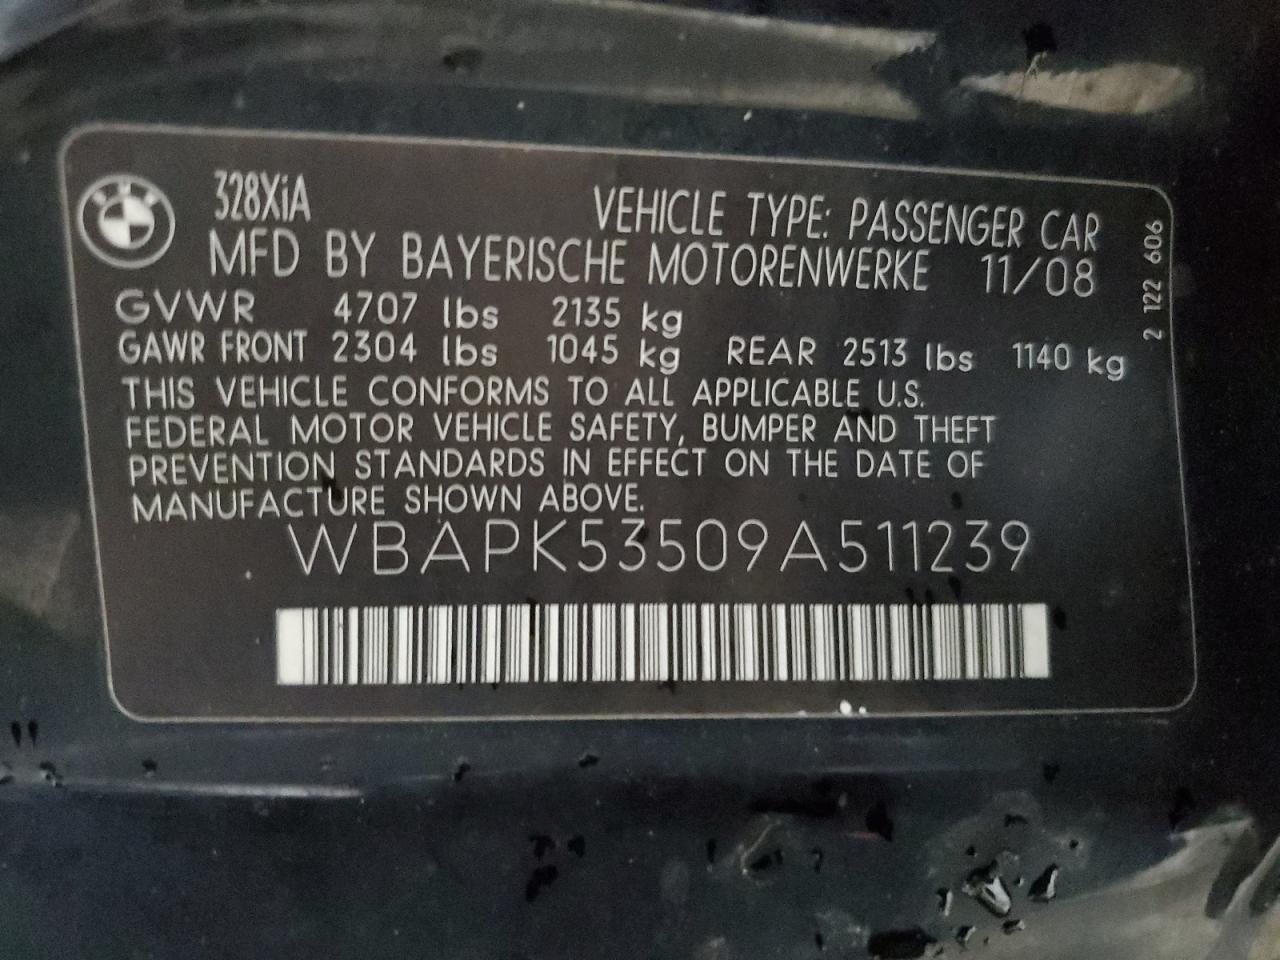 BMW
328XiA
VEHICLE TYPE: PASSENGER CAR
MFD BY BAYERISCHE MOTORENWERKE 11/08
GVWR 4707 lbs 2135 kg
GAWR FRONT 2304 lbs 1045 kg REAR 2513 lbs 1140 kg
THIS VEHICLE CONFORMS TO ALL APPLICABLE U.S.
FEDERAL MOTOR VEHICLE SAFETY, BUMPER AND THEFT
PREVENTION STANDARDS IN EFFECT ON THE DATE OF
MANUFACTURE SHOWN ABOVE.
WBAPK53509A511239
2 122 606